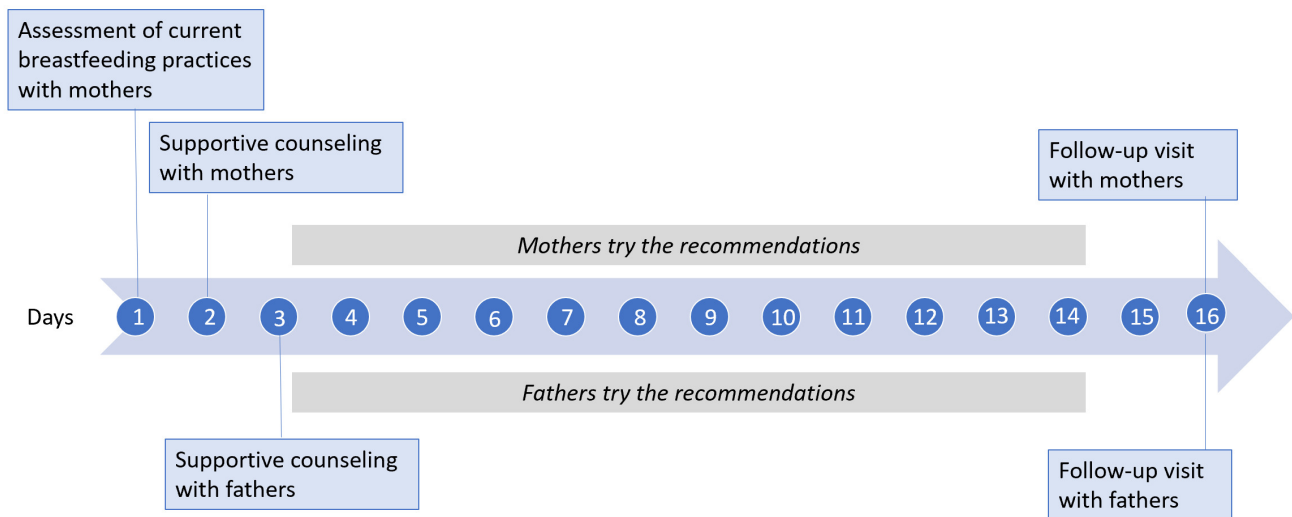 Assessment of current
breastfeeding practices
with mothers
Supportive counseling
with mothers
Follow-up visit
with mothers
Mothers try the recommendations
Days 1 2 3 4 5 6 7 8 9 10 11 12 13 14 15 16
Fathers try the recommendations
Supportive counseling
with fathers
Follow-up visit
with fathers